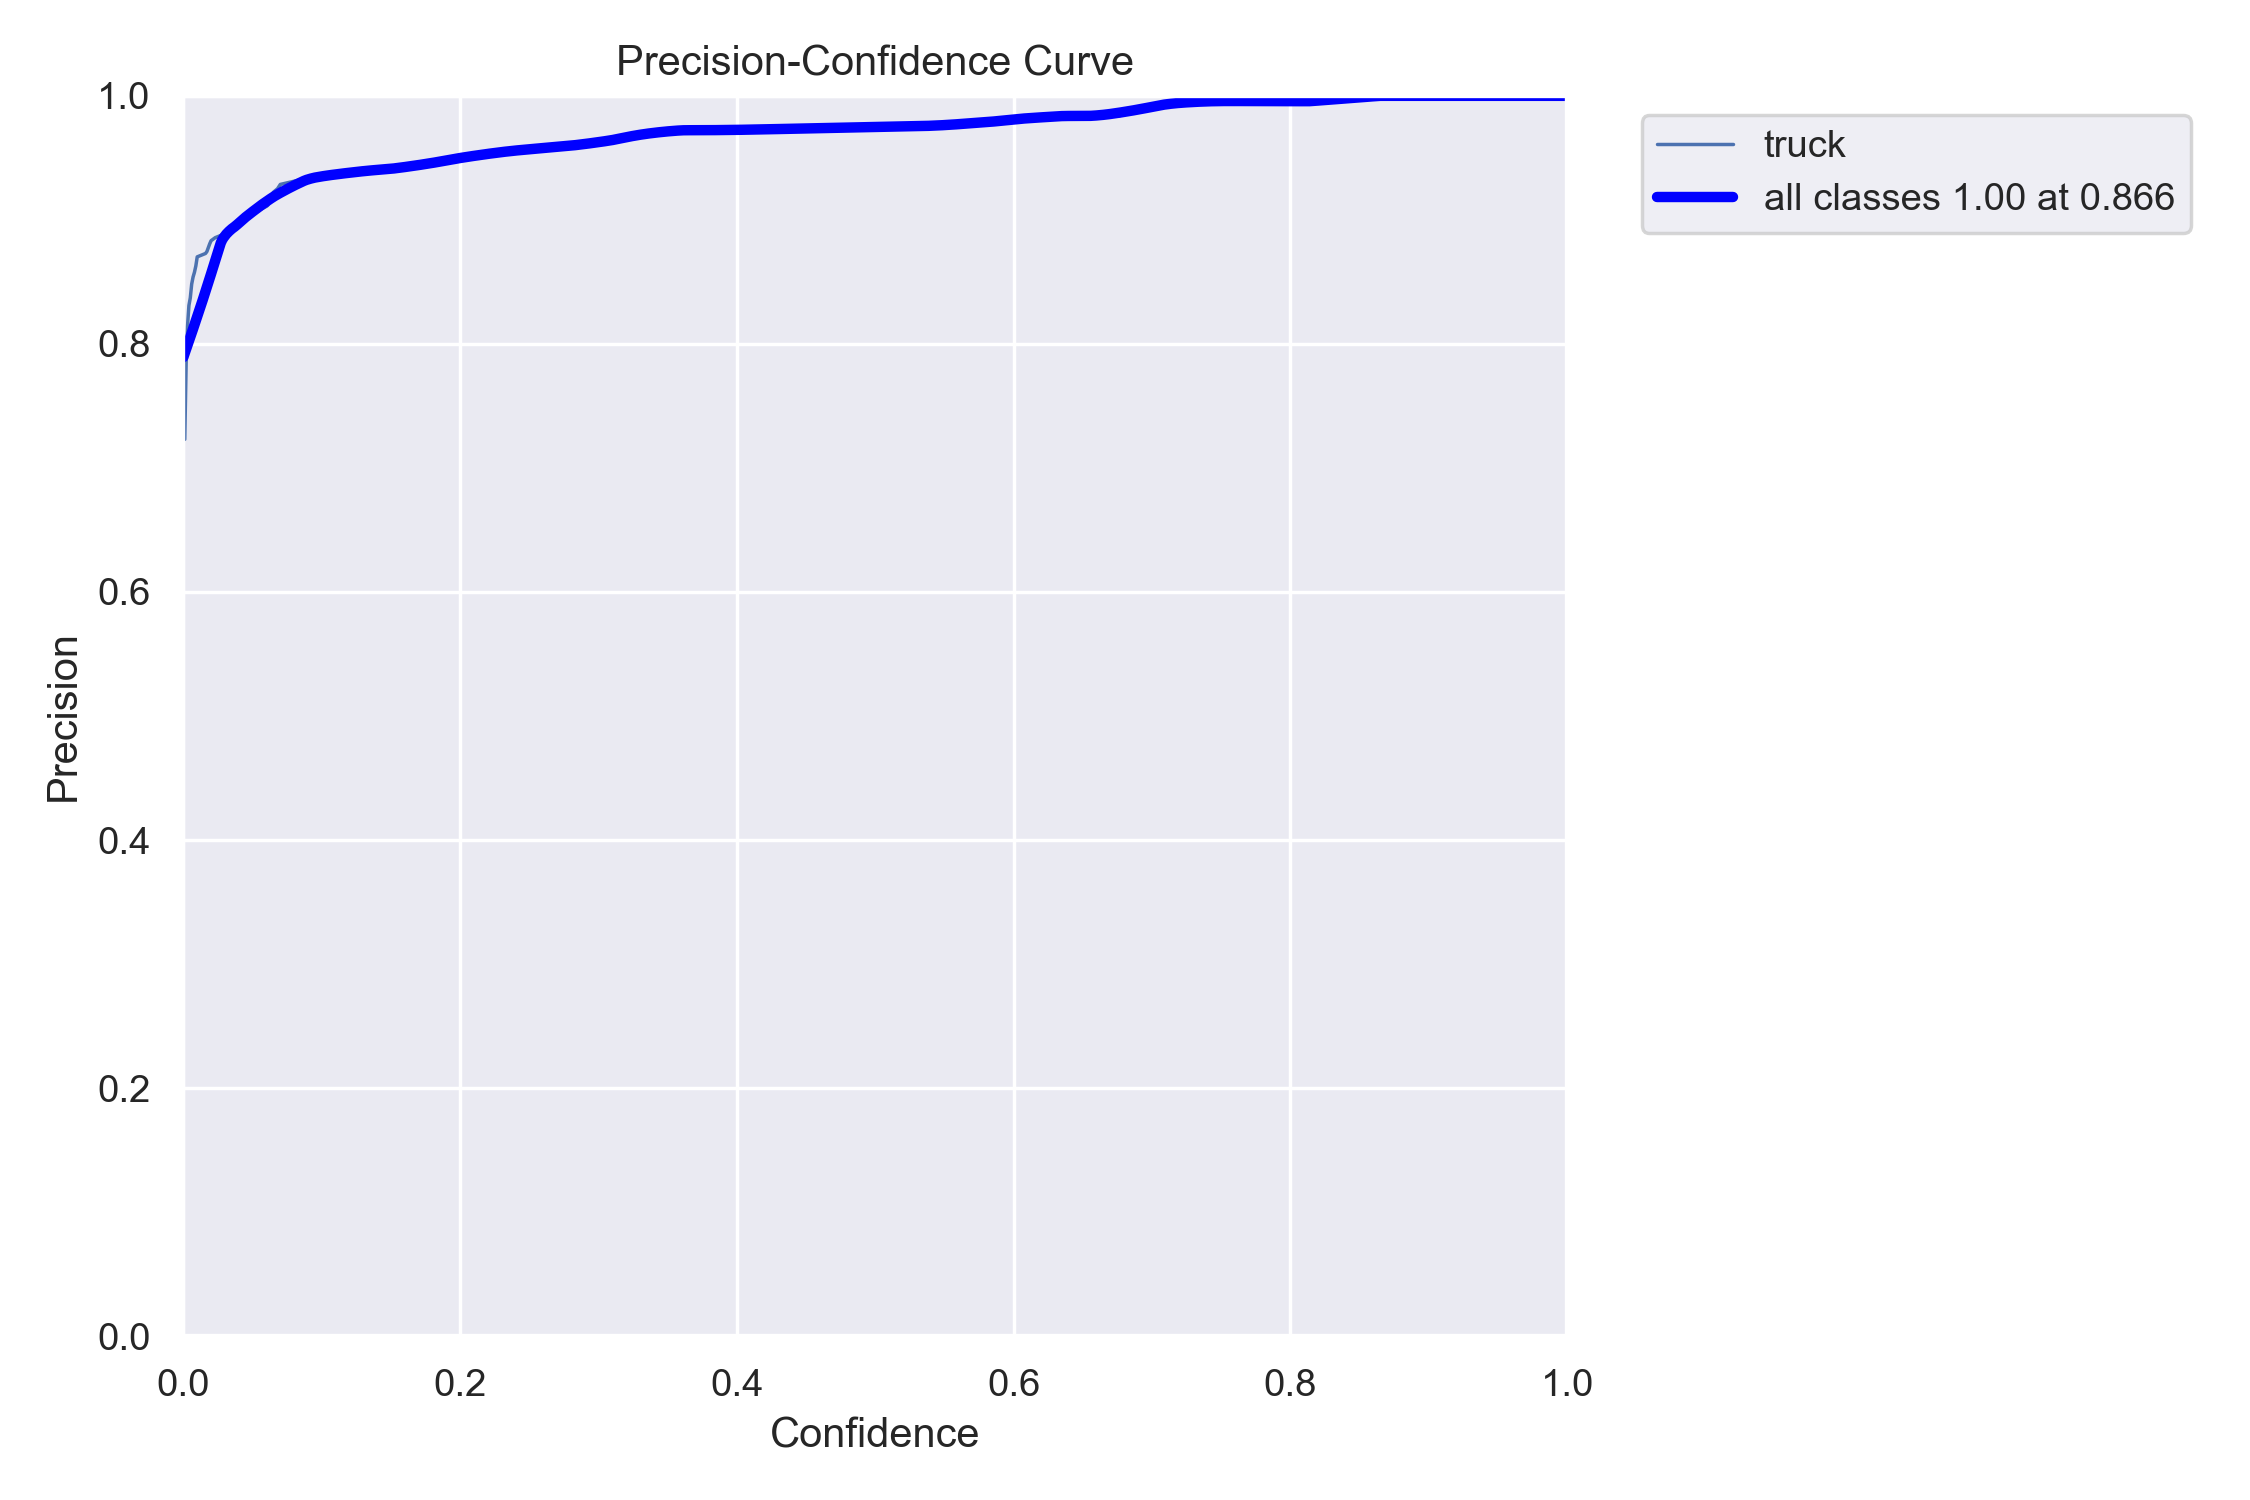 Precision-Confidence Curve
1.0
0.8
0.6
0.4
0.2
0.0
Precision
0.0 0.2 0.4 0.6 0.8 1.0
Confidence
truck
all classes 1.00 at 0.866